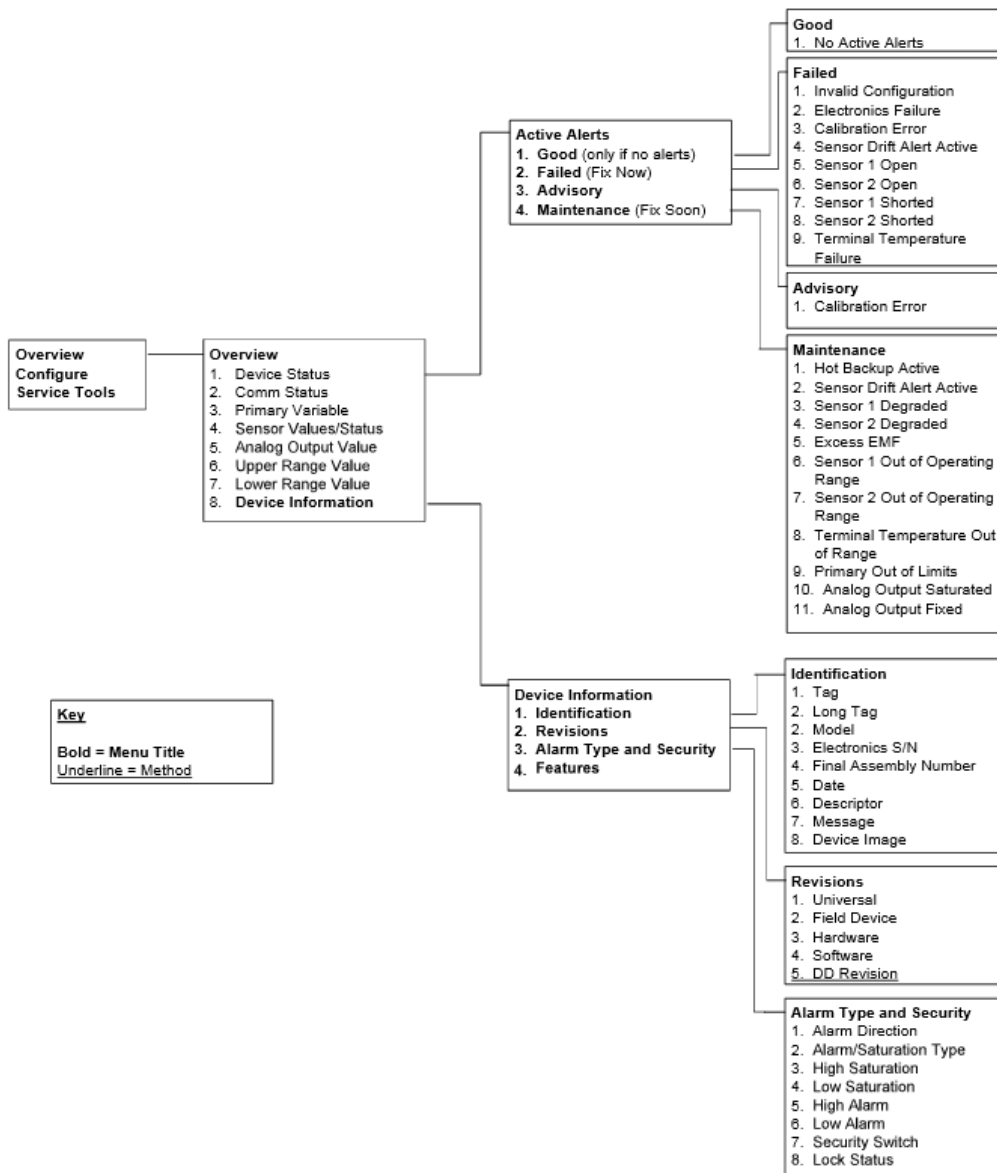 Good
1. No Active Alerts
Failed
1. Invalid Configuration
2. Electronics Failure
3. Calibration Error
4. Sensor Drift Alert Active
5. Sensor 1 Open
6. Sensor 2 Open
7. Sensor 1 Shorted
8. Sensor 2 Shorted
9. Terminal Temperature
Failure
Active Alerts
1. Good (only if no alerts)
2. Failed (Fix Now)
3. Advisory
4. Maintenance (Fix Soon)
Advisory
1. Calibration Error
Overview
Configure
Service Tools
Overview
1. Device Status
2. Comm Status
3. Primary Variable
4. Sensor Values/Status
5. Analog Output Value
6. Upper Range Value
7. Lower Range Value
8. Device Information
Maintenance
1. Hot Backup Active
2. Sensor Drift Alert Active
3. Sensor 1 Degraded
4. Sensor 2 Degraded
5. Excess EMF
6. Sensor 1 Out of Operating
Range
7. Sensor 2 Out of Operating
Range
8. Terminal Temperature Out
of Range
9. Primary Out of Limits
10. Analog Output Saturated
11. Analog Output Fixed
Key
Bold = Menu Title
Underline = Method
Device Information
1. Identification
2. Revisions
3. Alarm Type and Security
4. Features
Identification
1. Tag
2. Long Tag
2. Model
3. Electronics S/N
4. Final Assembly Number
5. Date
6. Descriptor
7. Message
8. Device Image
Revisions
1. Universal
2. Field Device
3. Hardware
4. Software
5. DD Revision
Alarm Type and Security
1. Alarm Direction
2. Alarm/Saturation Type
3. High Saturation
4. Low Saturation
5. High Alarm
6. Low Alarm
7. Security Switch
8. Lock Status